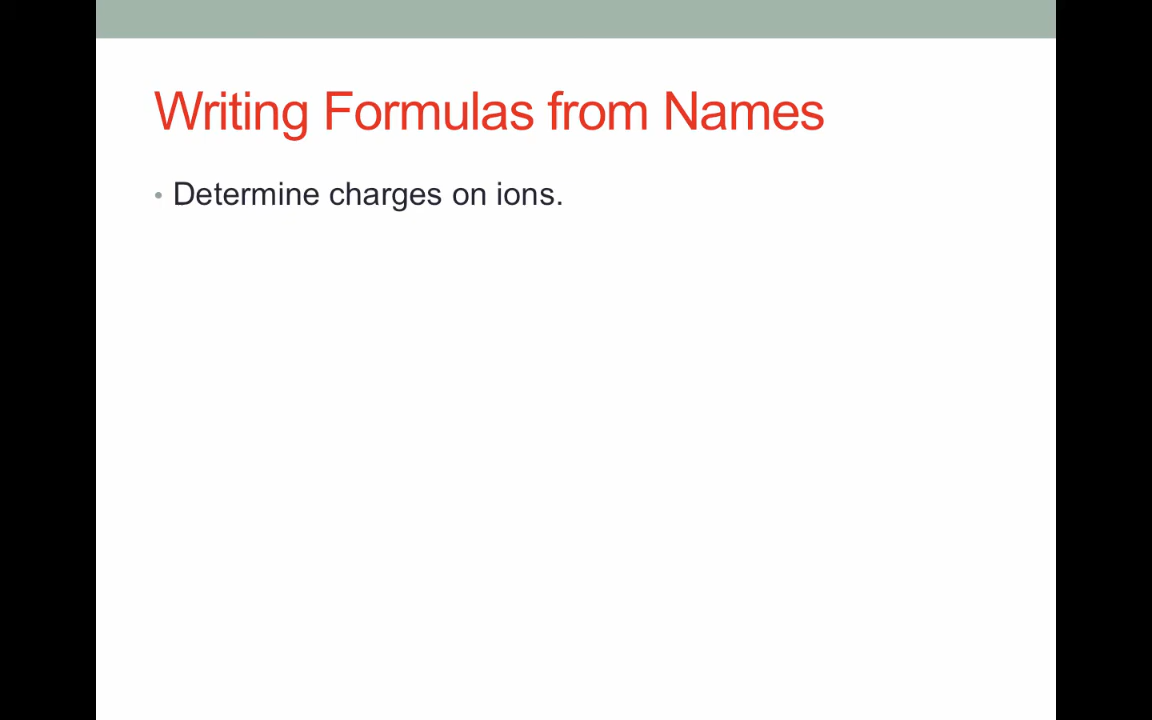 Writing Formulas from Names
• Determine charges on ions.